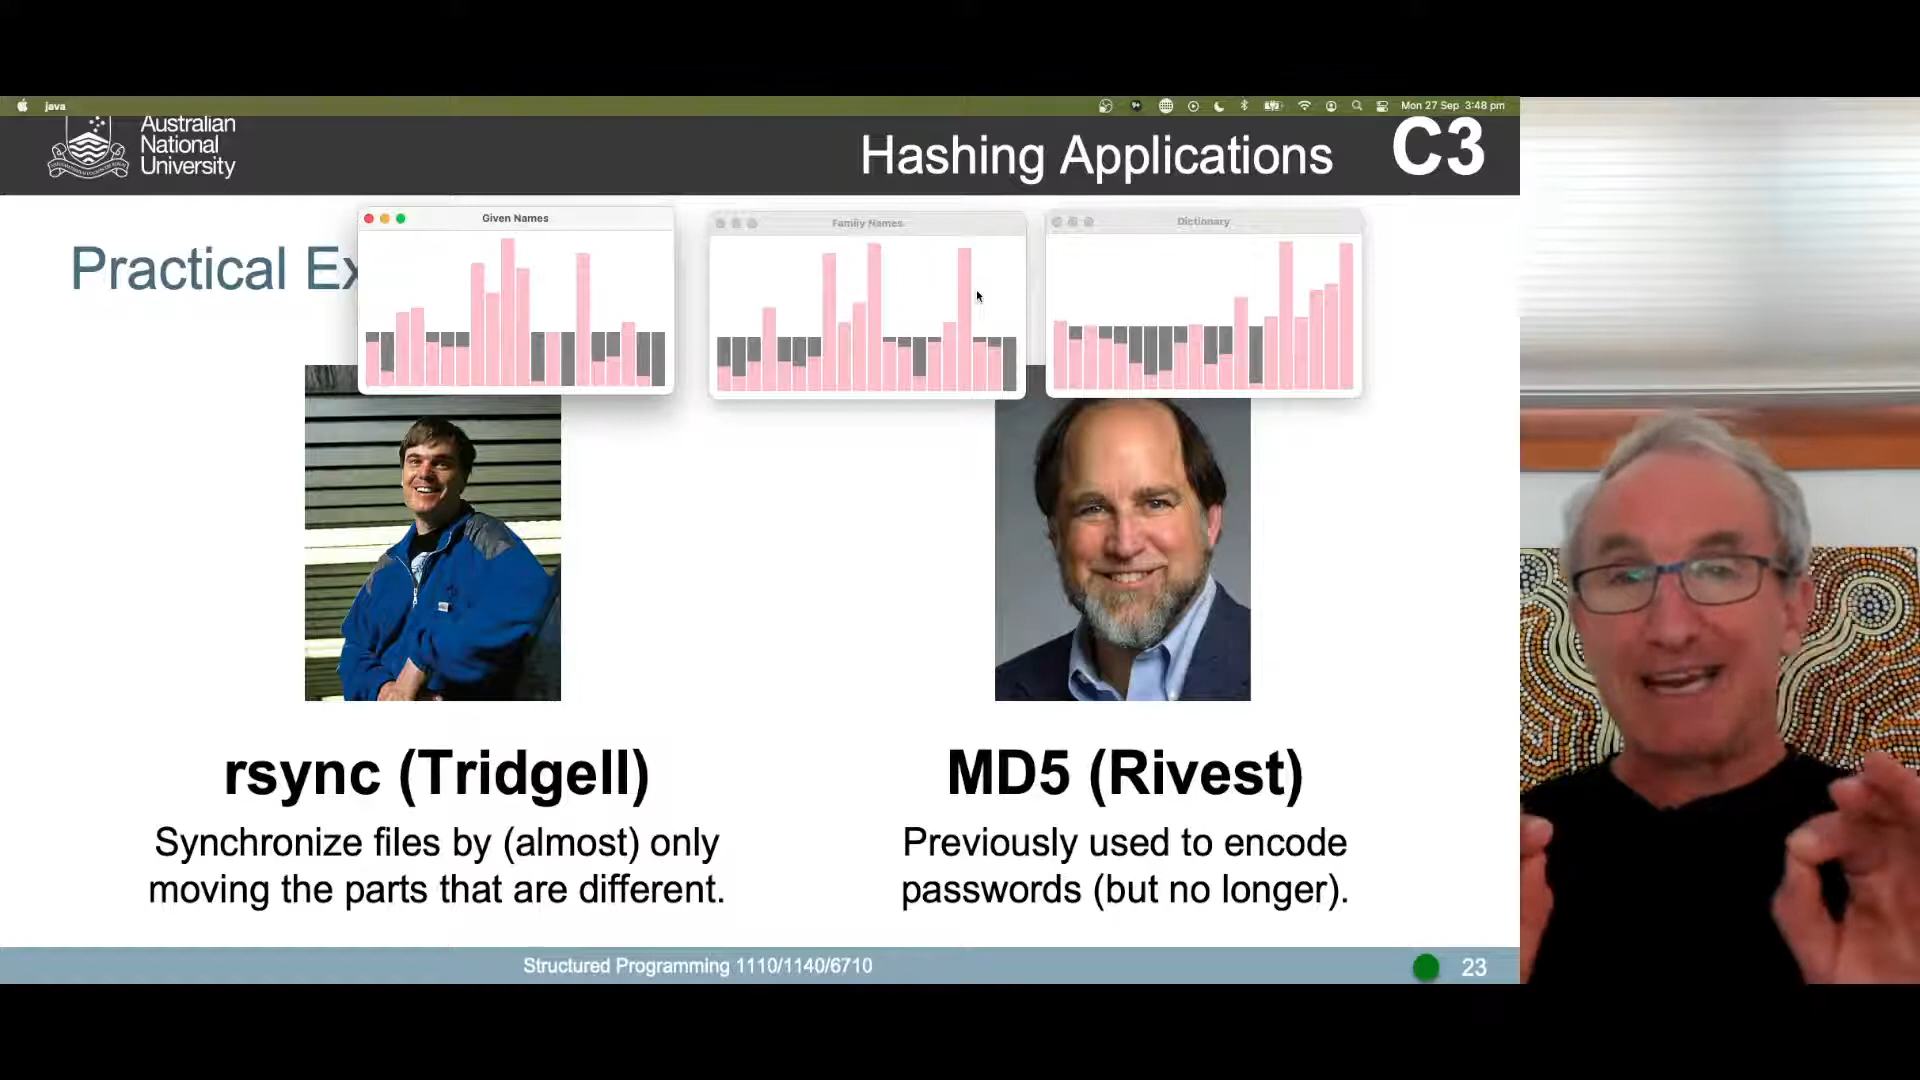 java
Mon 27 Sep 3:48 pm
Australian
National
University
Hashing Applications
C3
Given Names
Family Names
Dictionary
Practical Ex
rsync (Tridgell)
Synchronize files by (almost) only
moving the parts that are different.
MD5 (Rivest)
Previously used to encode
passwords (but no longer).
Structured Programming 1110/1140/6710
23